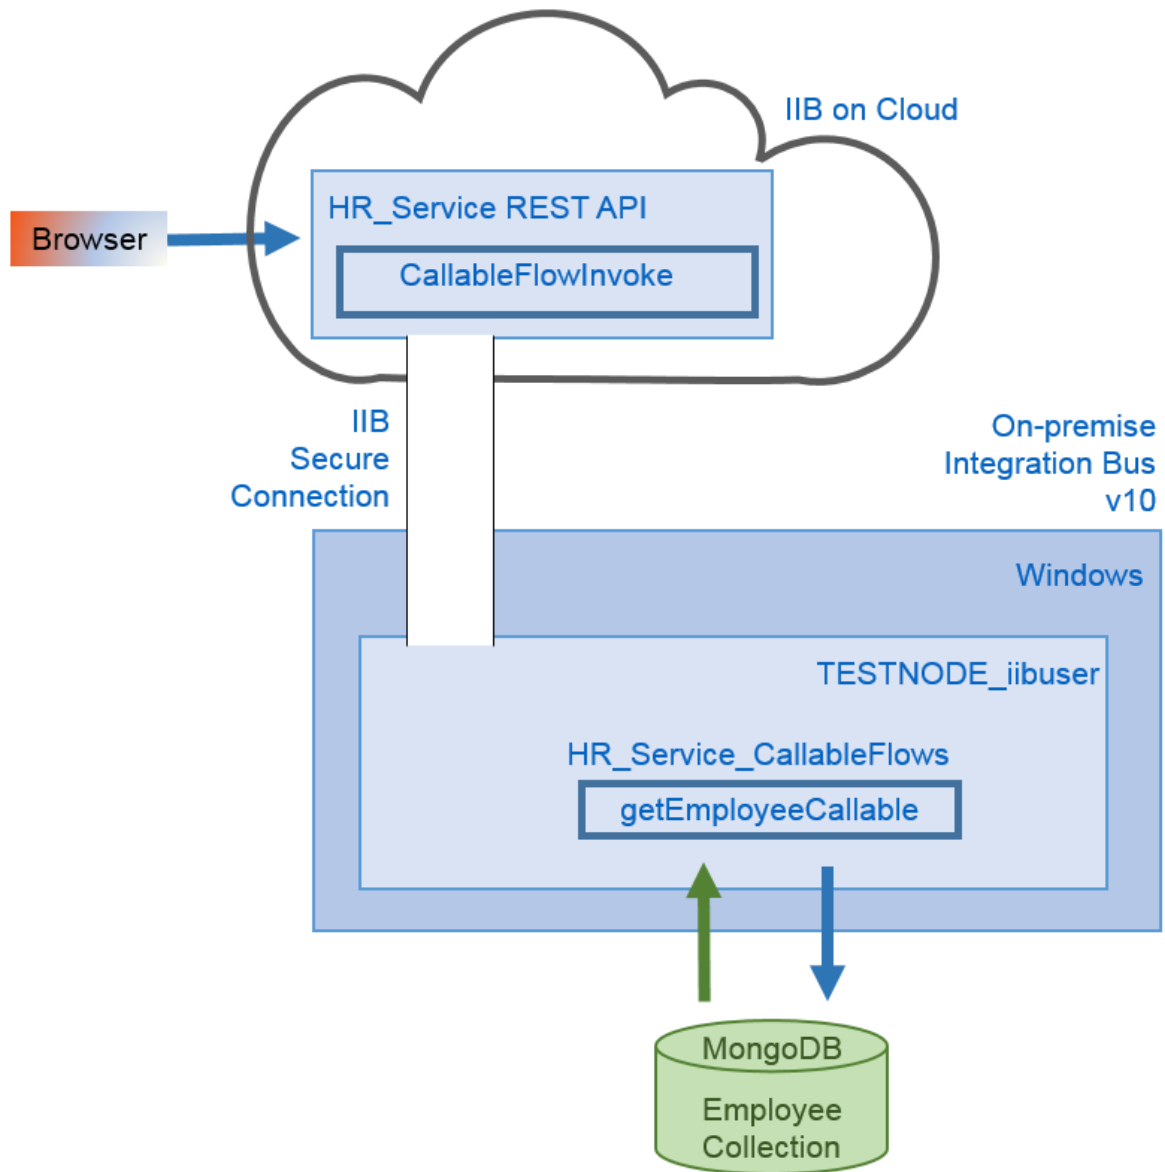 IIB on Cloud
HR_Service REST API
Browser
CallableFlowInvoke
IIB
Secure
Connection
On-premise
Integration Bus
v10
Windows
TESTNODE_iibuser
HR_Service_CallableFlows
getEmployeeCallable
MongoDB
Employee
Collection